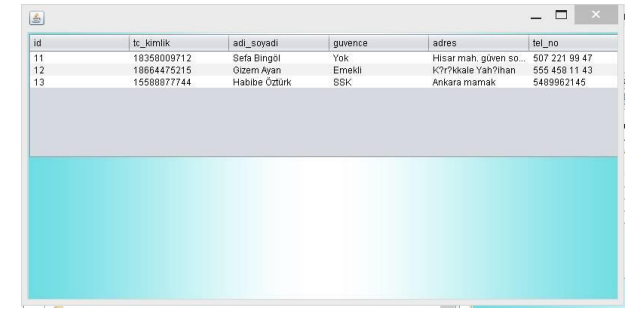 id tc_kimlik adi_soyadi guvence adres tel_no
11 18358009712 Sefa Bingöl Yok Hisar mah, güven so... 507 221 99 47
12 18664475215 Gizem Ayan Emekli K?r?kkale Yah?ihan 555 458 11 43
13 15588877744 Habibe Öztürk SSK Ankara mamak 5489962145